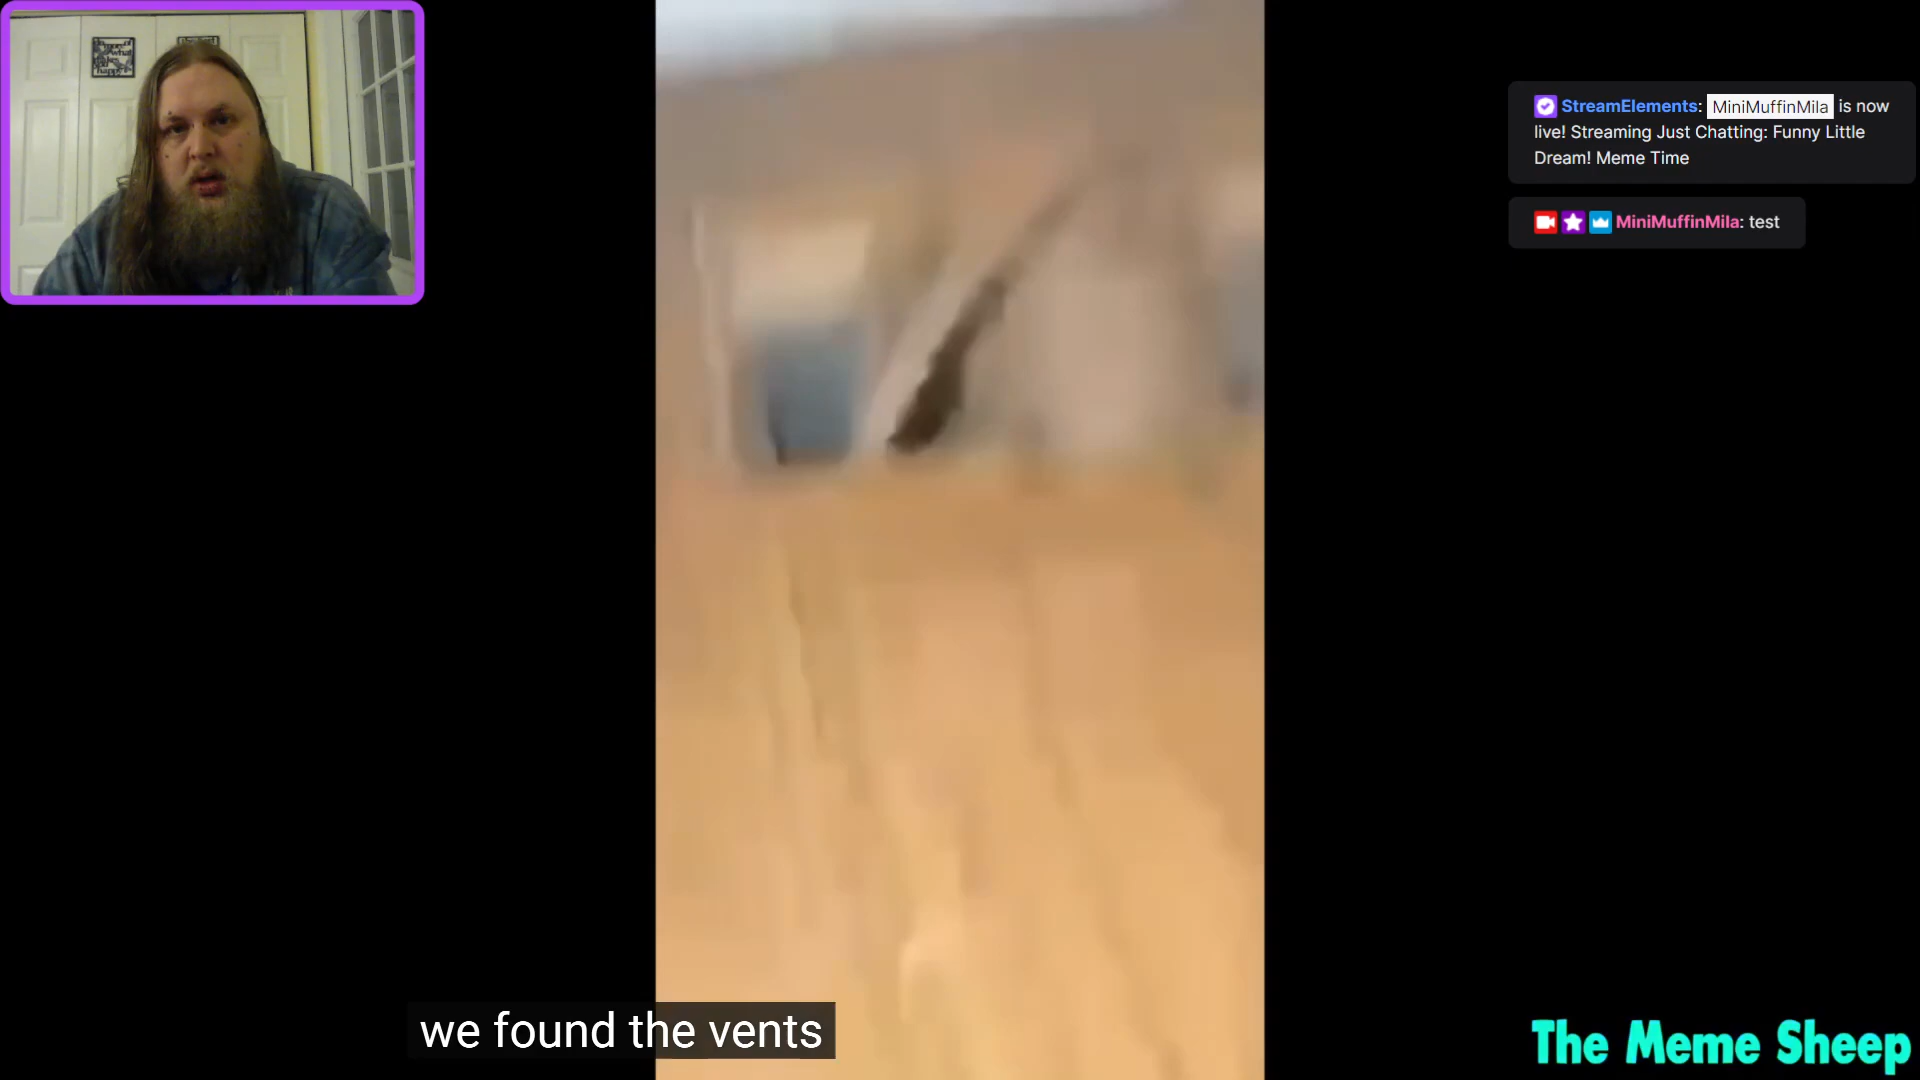 StreamElements: MiniMuffinMila is now
live! Streaming Just Chatting: Funny Little
Dream! Meme Time
MiniMuffinMila: test
we found the vents
The Meme Sheep